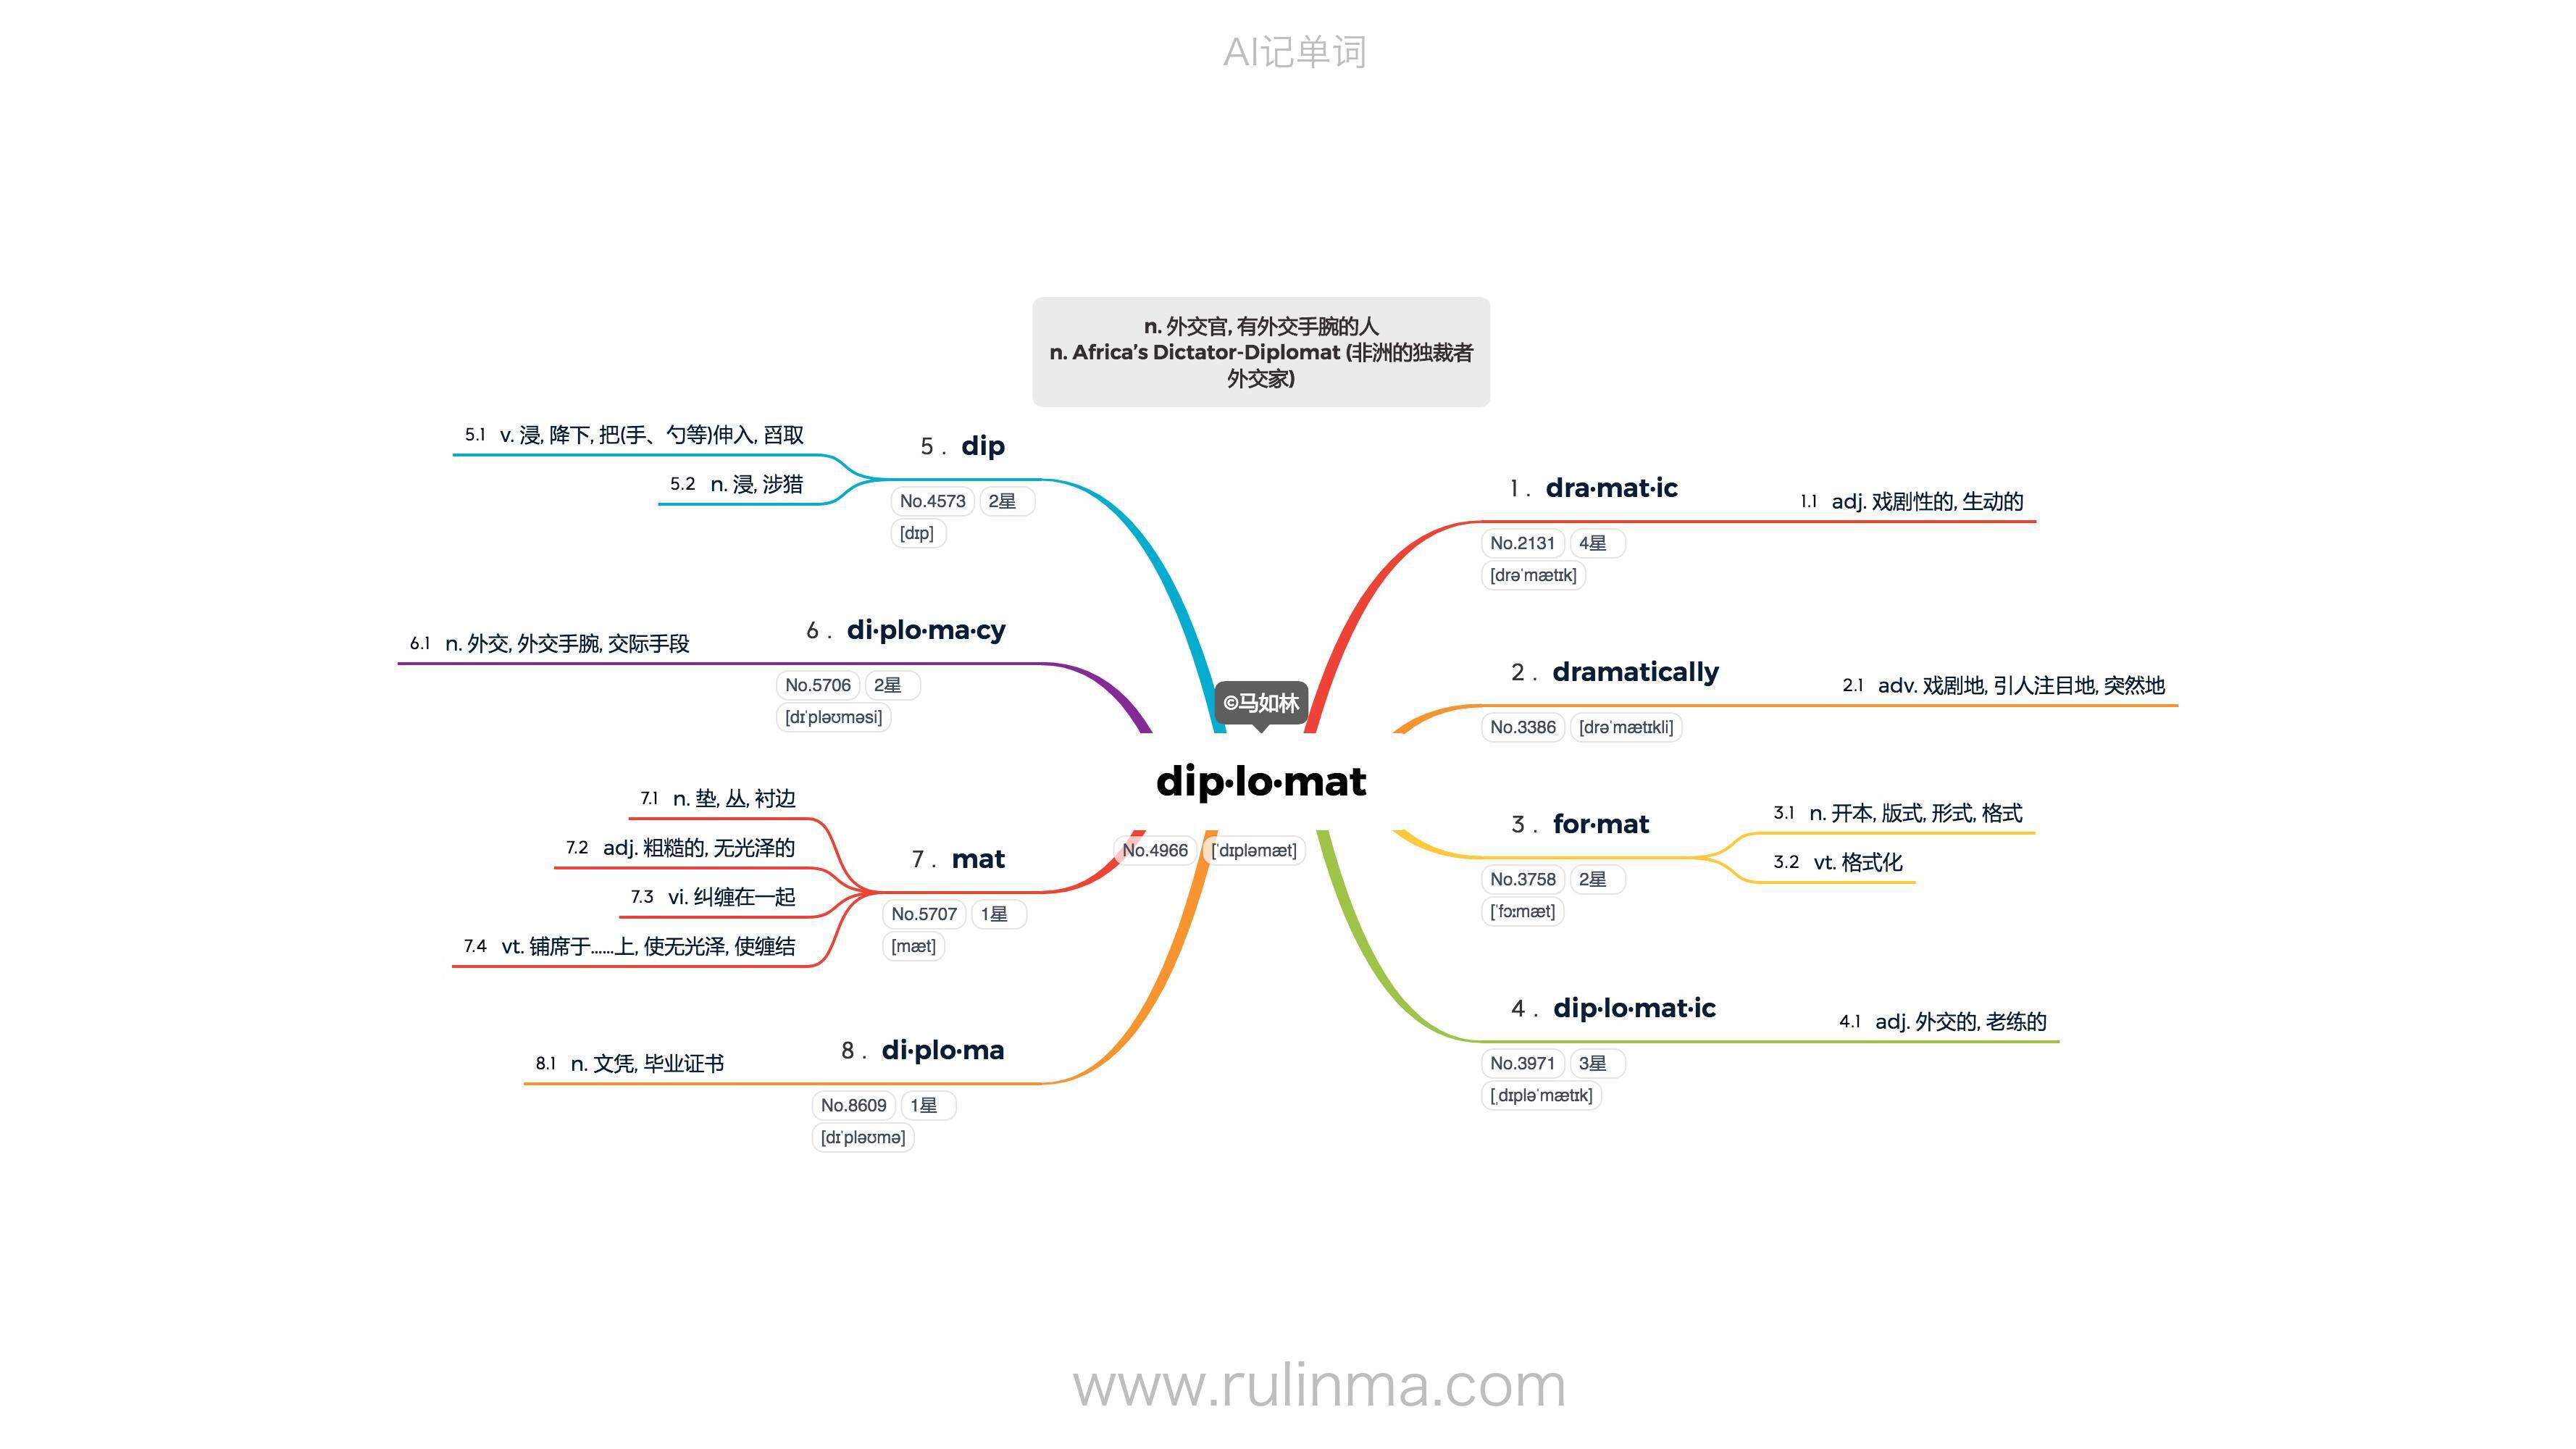 AI记单词
n. 外交官, 有外交手腕的人
n. Africa’s Dictator-Diplomat (非洲的独裁者
外交家)
©马如林
dip·lo·mat
No.4966 [ˈdɪpləmæt]
1 . dra·mat·ic
No.2131 4星
[drəˈmætɪk]
1.1 adj. 戏剧性的, 生动的
2 . dramatically
No.3386 [drəˈmætɪkli]
2.1 adv. 戏剧地, 引人注目地, 突然地
3 . for·mat
No.3758 2星
[ˈfɔːmæt]
3.1 n. 开本, 版式, 形式, 格式
3.2 vt. 格式化
4 . dip·lo·mat·ic
No.3971 3星
[ˌdɪpləˈmætɪk]
4.1 adj. 外交的, 老练的
5 . dip
No.4573 2星
[dɪp]
5.1 v. 浸, 降下, 把(手、勺等)伸入, 舀取
5.2 n. 浸, 涉猎
6 . di·plo·ma·cy
No.5706 2星
[dɪˈpləʊməsi]
6.1 n. 外交, 外交手腕, 交际手段
7 . mat
No.5707 1星
[mæt]
7.1 n. 垫, 丛, 衬边
7.2 adj. 粗糙的, 无光泽的
7.3 vi. 纠缠在一起
7.4 vt. 铺席于……上, 使无光泽, 使缠结
8 . di·plo·ma
No.8609 1星
[dɪˈpləʊmə]
8.1 n. 文凭, 毕业证书
www.rulinma.com